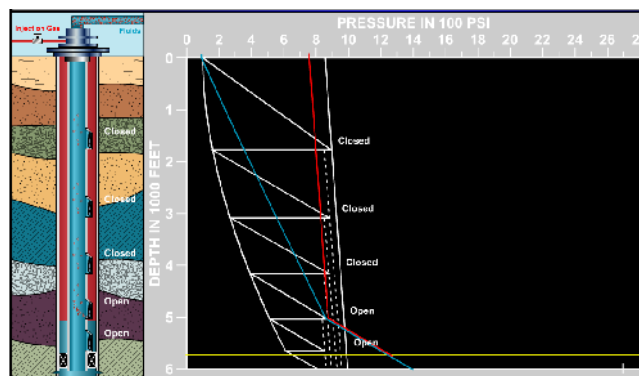 Injection Gas
Fluids
Closed
Closed
Closed
Open
Open
PRESSURE IN 100 PSI
0 2 4 6 8 10 12 14 16 18 20 22 24 26 28
DEPTH IN 1000 FEET
0
1
2
3
4
5
6
Closed
Closed
Closed
Open
Open